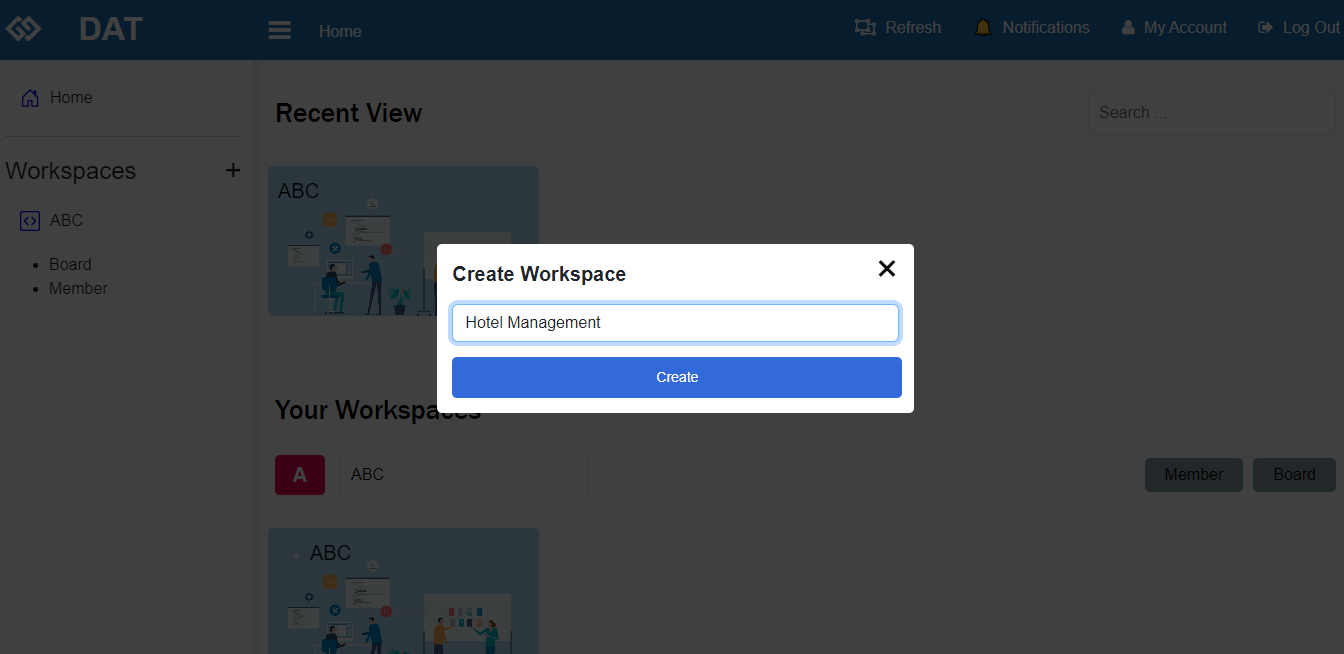 DAT
Home
Refresh
Notifications
My Account
Log Out
Home
Workspaces
+
ABC
Board
Member
Recent View
Search ...
ABC
Create Workspace
Hotel Management
Create
Your Workspaces
A
ABC
Member
Board
ABC